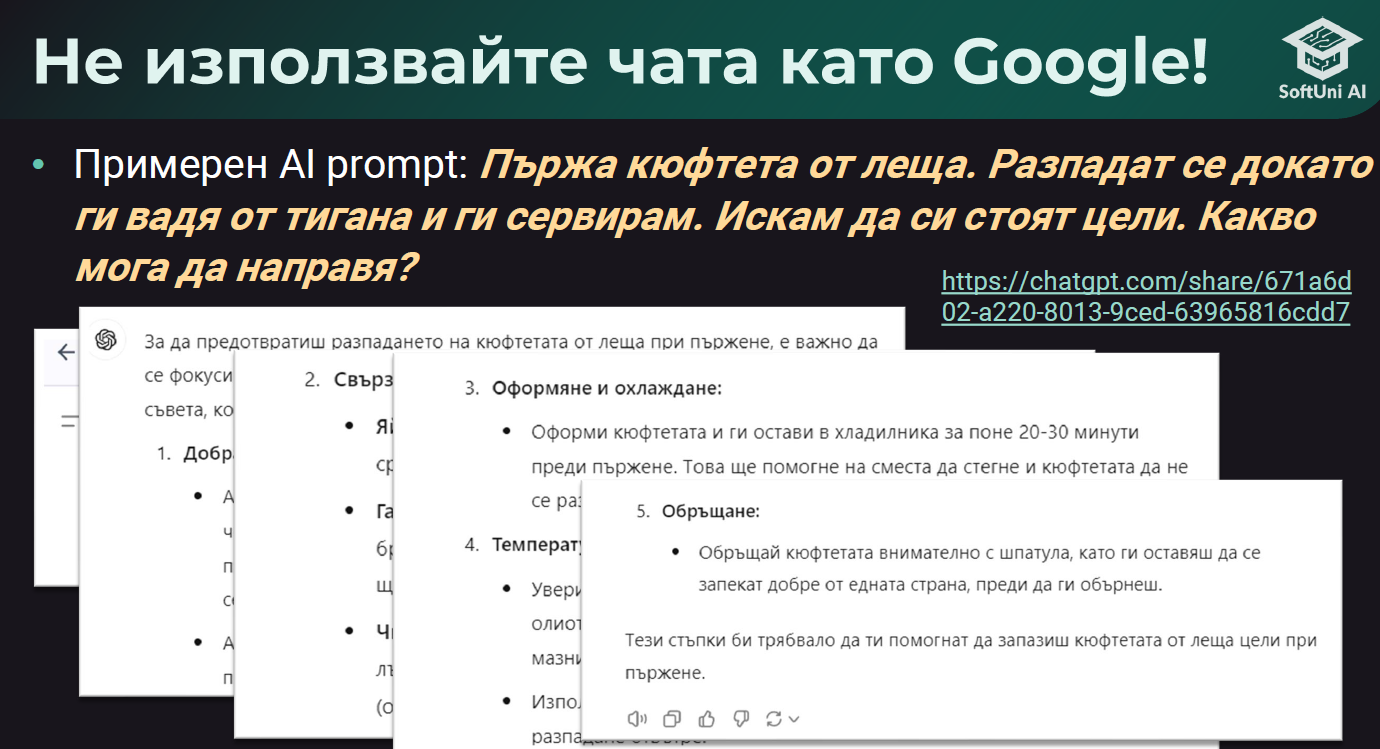 Не използвайте чата като Google!
SoftUni AI
• Примерен AI prompt: Пържа кюфтета от леща. Разпадат се докато
ги вадя от тигана и ги сервирам. Искам да си стоят цели. Какво
мога да направя?
https://chatgpt.com/share/671a6d
02-a220-8013-9ced-63965816cdd7
За да предотвратиш разпадането на кюфтетата от леща при пържене, е важно да
се
съвета,
1.
2.
3. Оформяне и охлаждане:
• Оформи кюфтетата и ги остави в хладилника за поне 20-30 минути
преди пържене. Това ще помогне на сместа да стегне и кюфтетата да не
се
4.
5. Обръщане:
• Обръщай кюфтетата внимателно с шпатула, като ги оставяш да се
запекат добре от едната страна, преди да ги обърнеш.
Тези стъпки би трябвало да ти помогнат да запазиш кюфтетата от леща цели при
пържене.